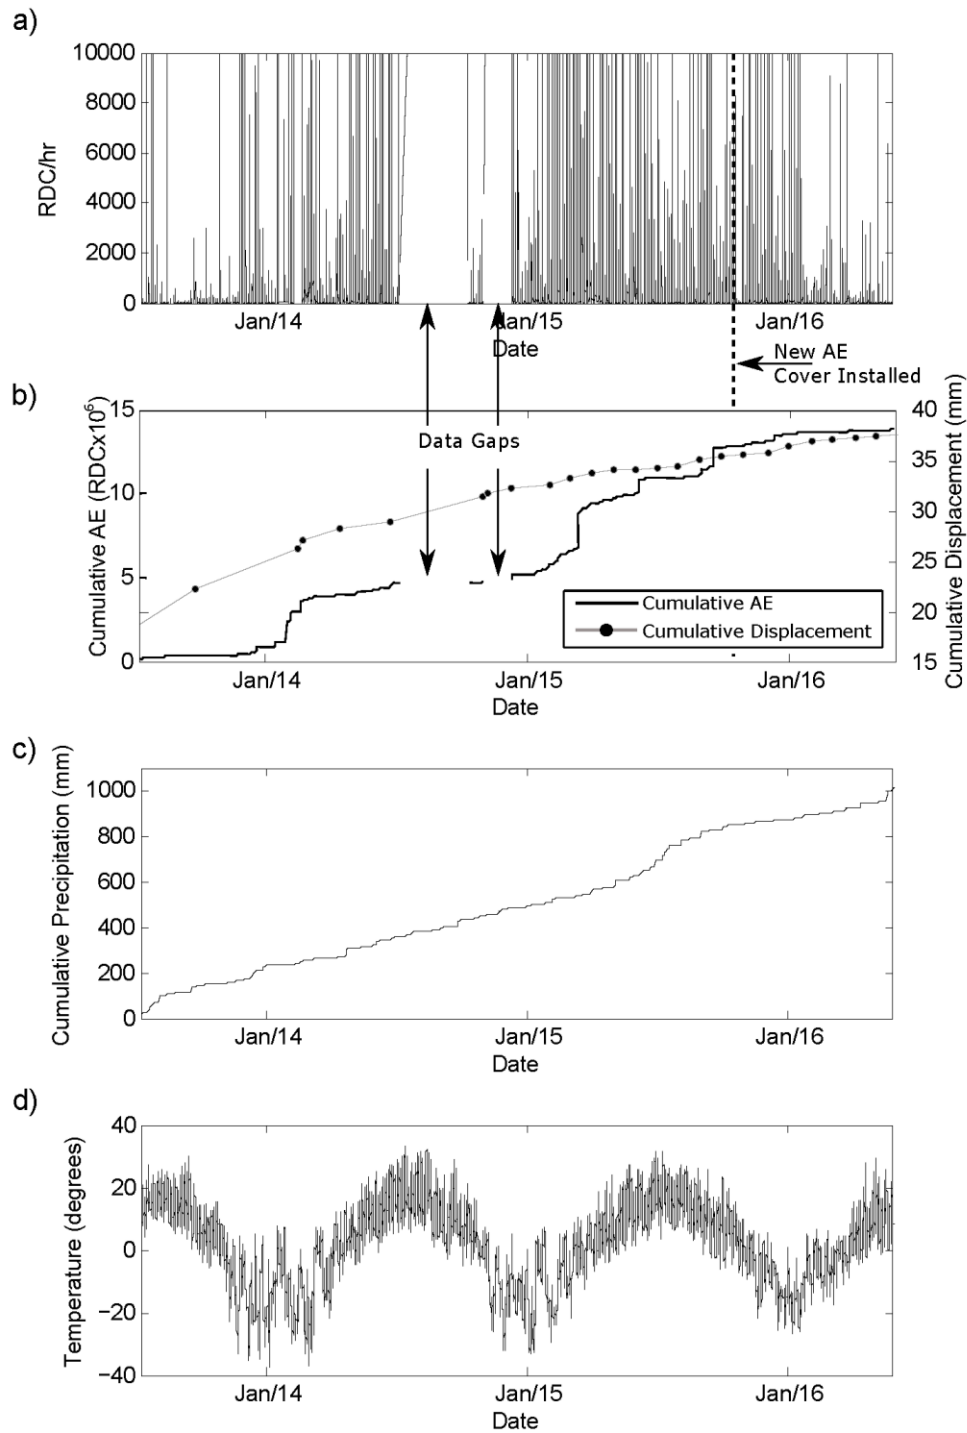 a)
RDC/hr
10000
8000
6000
4000
2000
0
Jan/14
Jan/15
Jan/16
Date
New AE
Cover Installed
b)
Cumulative AE (RDCx10⁶)
15
10
5
0
Data Gaps
Cumulative AE
Cumulative Displacement
40
35
30
25
20
15
Cumulative Displacement (mm)
Jan/14
Jan/15
Jan/16
Date
c)
Cumulative Precipitation (mm)
1000
800
600
400
200
0
Jan/14
Jan/15
Jan/16
Date
d)
Temperature (degrees)
40
20
0
−20
−40
Jan/14
Jan/15
Jan/16
Date